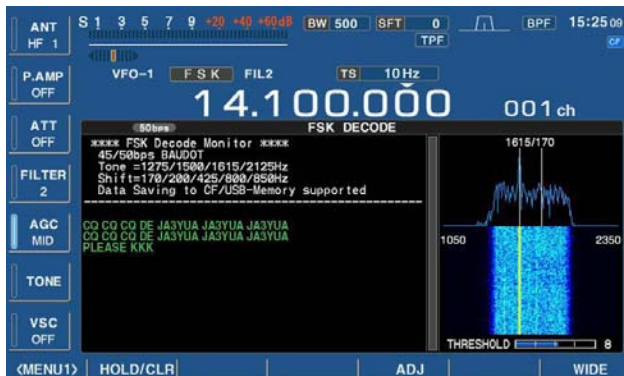 ANT
HF 1
S 1 3 5 7 9 +20 +40 +60dB
BW 500
SFT 0
BPF
15:25 09
TPF
CF
P.AMP
OFF
VFO-1
FSK
FIL2
TS
10Hz
14.100.000
001 ch
ATT
OFF
50bps
FSK DECODE
**** FSK Decode Monitor ****
45/50bps BAUDOT
Tone =1275/1500/1615/2125Hz
Shift=170/200/425/800/850Hz
Data Saving to CF/USB-Memory supported
1615/170
FILTER
2
AGC
MID
CQ CQ CQ DE JA3YUA JA3YUA JA3YUA
CQ CQ CQ DE JA3YUA JA3YUA JA3YUA
PLEASE KKK
1050
2350
TONE
VSC
OFF
THRESHOLD
8
<MENU1>
HOLD/CLR
ADJ
WIDE